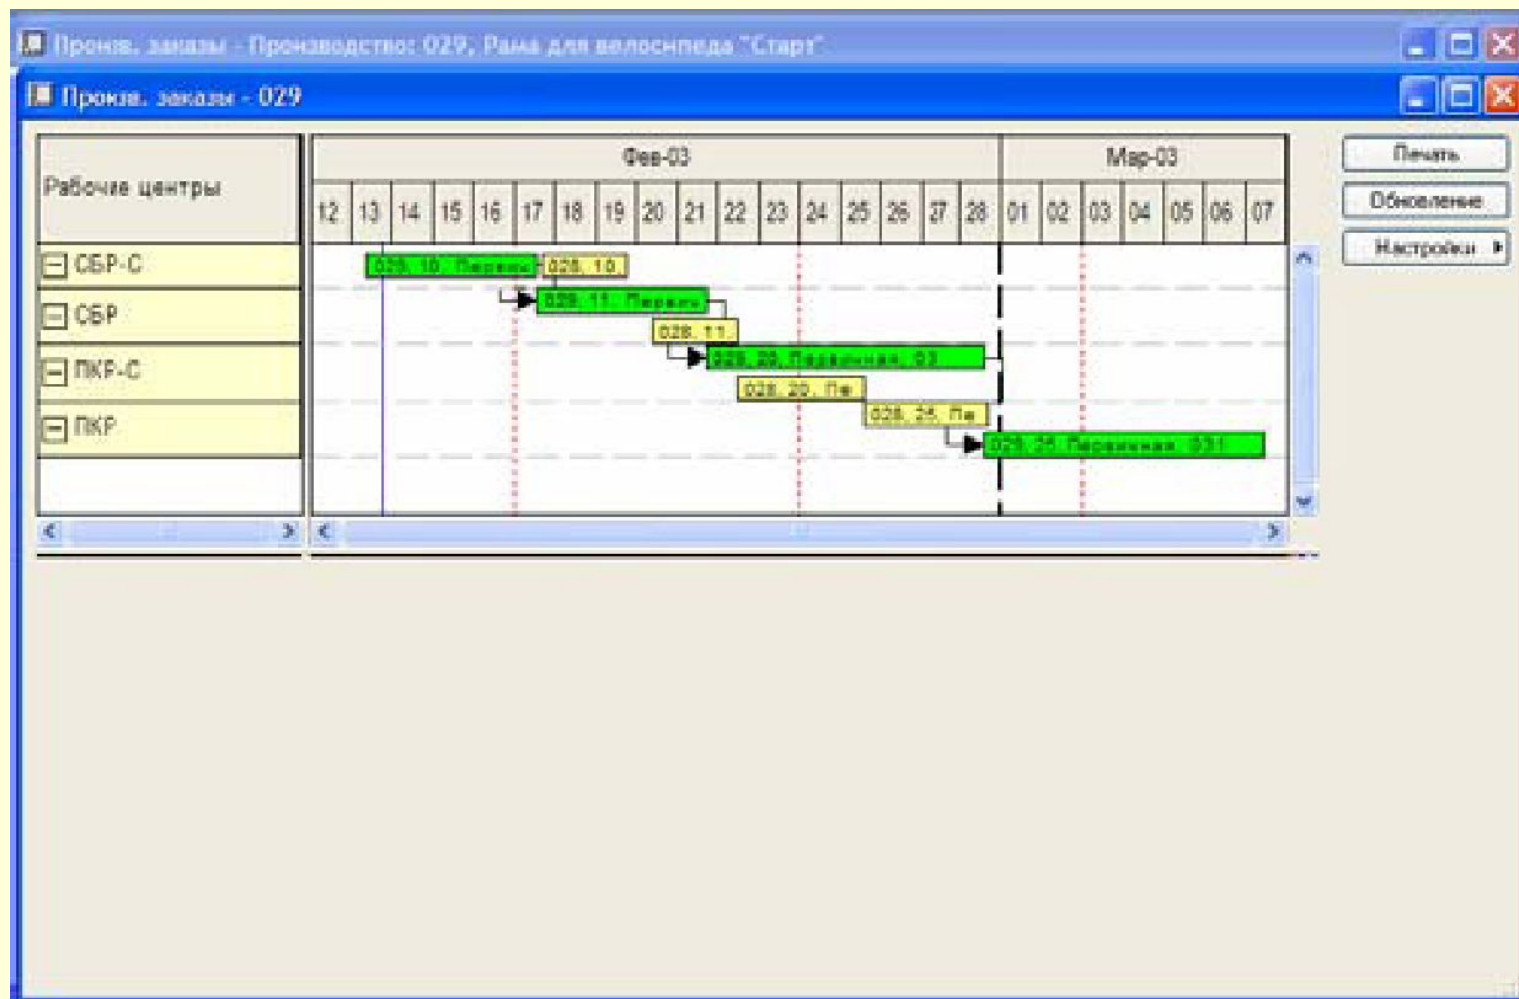 Произв. заказы - Производство: 029, Рама для велосипеда "Старт"
Произв. заказы - 029
Рабочие центры
Фев-03 Мар-03
12 13 14 15 16 17 18 19 20 21 22 23 24 25 26 27 28 01 02 03 04 05 06 07
Печать
Обновление
Настройки
СБР-С
029, 10, Первич 028, 10,
СБР
029, 11, Первич
028, 11,
ПКР-С
029, 20, Первичная, 03
028, 20, Пе
ПКР
028, 25, Пе
029, 25, Первичная, 031